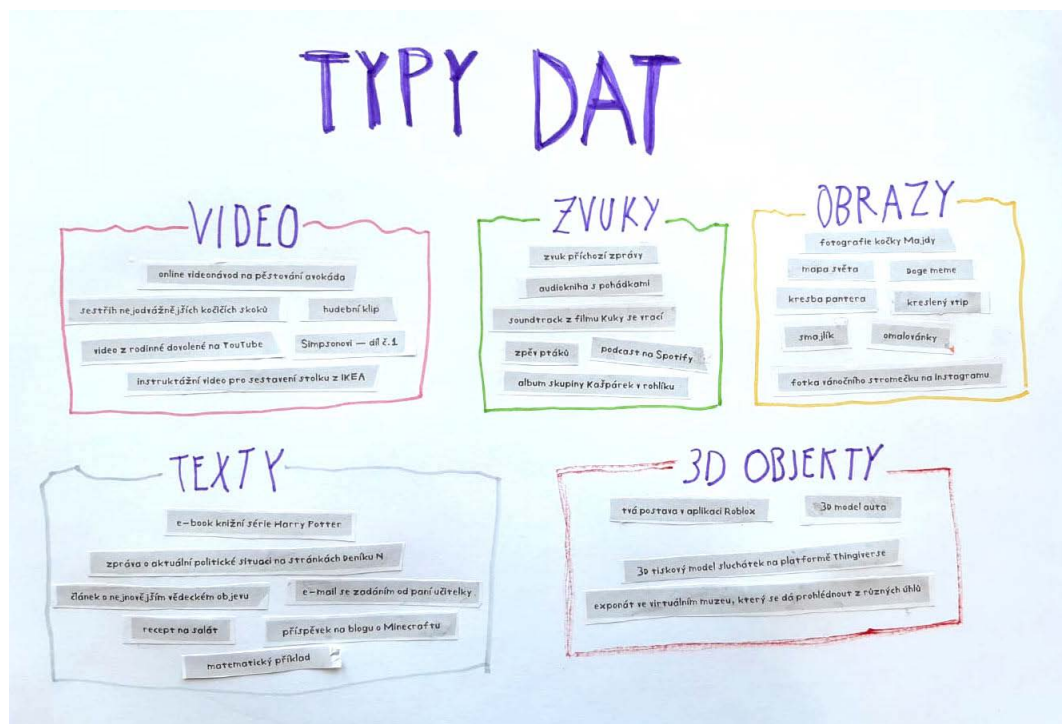 TYPY DAT
VIDEO
online videonávod na pěstování avokáda
sestřih nejodvážnějších kočičích skoků
hudební klip
video z rodinné dovolené na YouTube
Simpsonovi — díl č.1
instruktážní video pro sestavení stolku z IKEA
ZVUKY
zvuk příchozí zprávy
audiokniha s pohádkami
soundtrack z filmu Kuky se vrací
zpěv ptáků
podcast na Spotify
album skupiny Kašpárek v rohlíku
OBRAZY
fotografie kočky Majdy
mapa světa
Doge meme
kresba pantera
kreslený vtip
smajlík
omalovánky
fotka vánočního stromečku na Instagramu
TEXTY
e-book knižní série Harry Potter
zpráva o aktuální politické situaci na stránkách Deníku N
článek o nejnovějším vědeckém objevu
e-mail se zadáním od paní učitelky
recept na salát
příspěvek na blogu o Minecraftu
matematický příklad
3D OBJEKTY
tvá postava v aplikaci Roblox
3D model auta
3D tiskový model sluchátek na platformě Thingiverse
exponát ve virtuálním muzeu, který se dá prohlédnout z různých úhlů